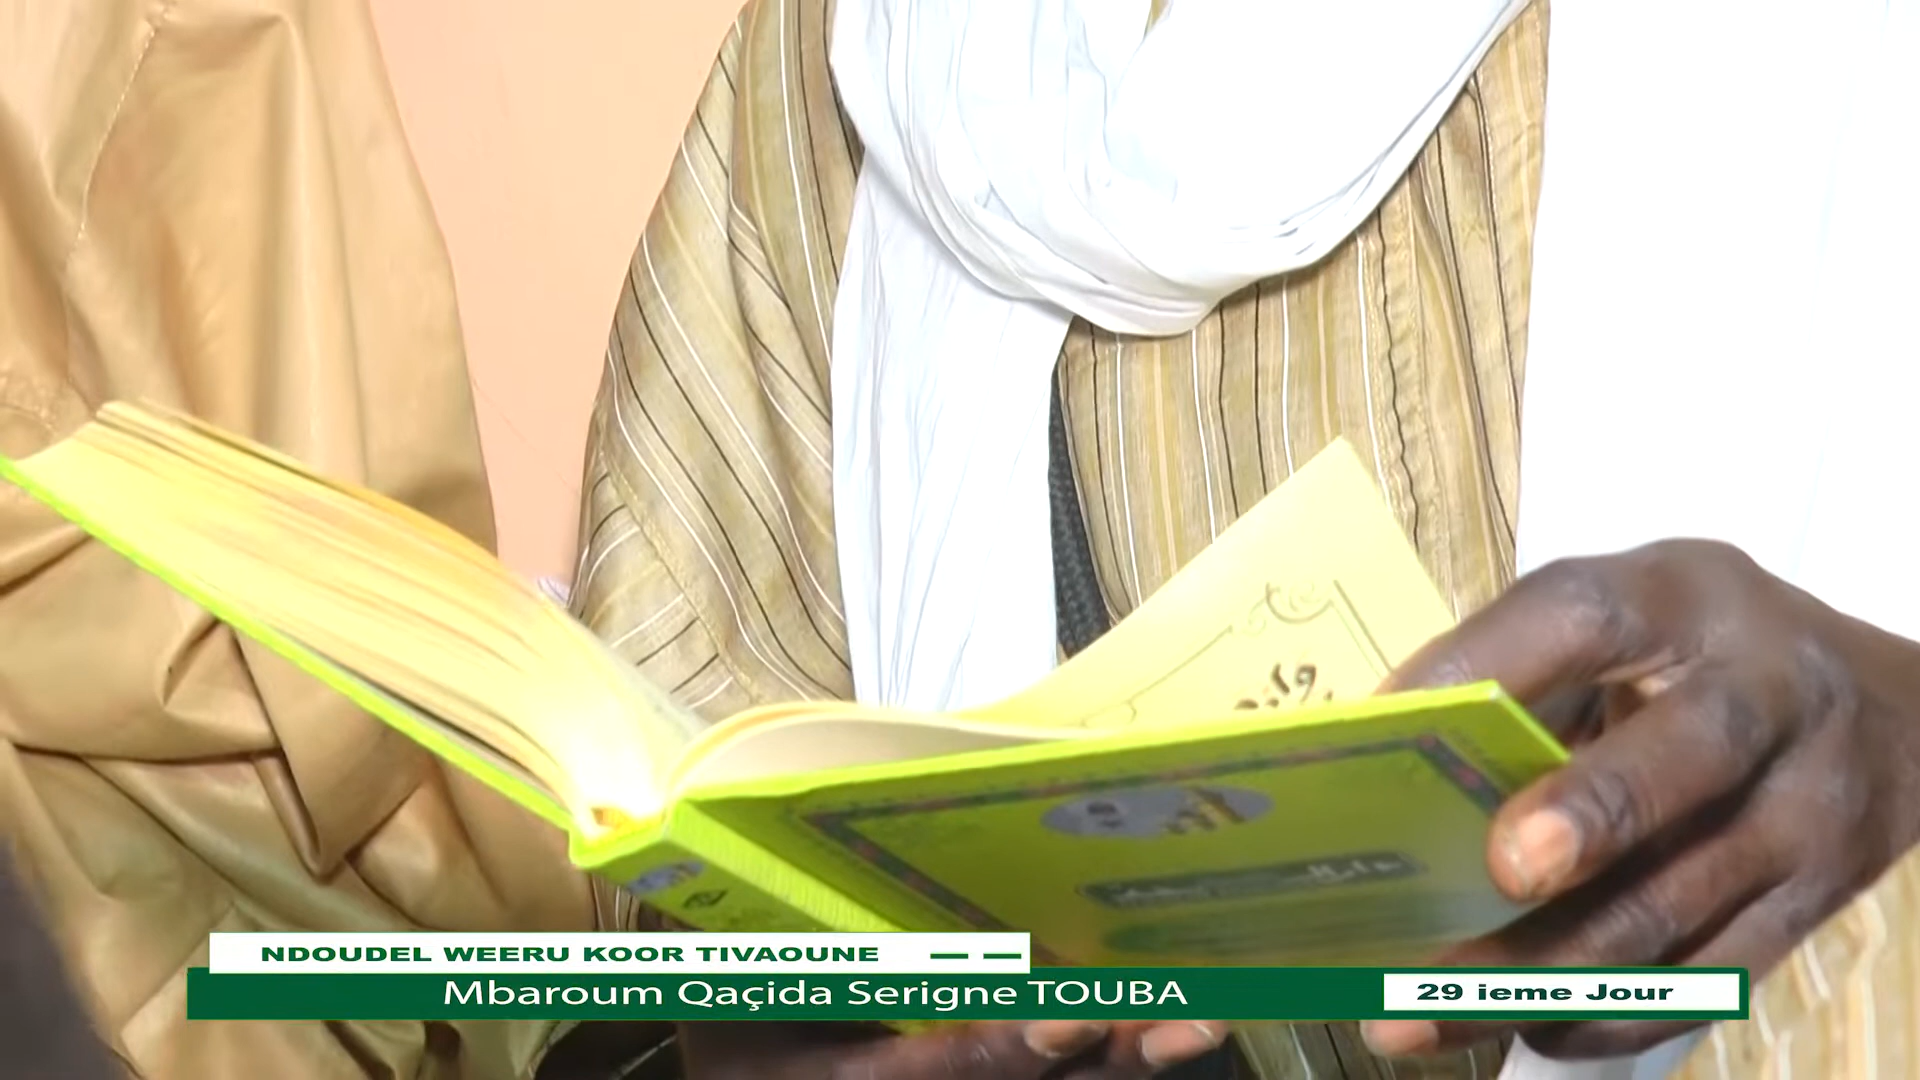 NDOUDEL WEERU KOOR TIVAOUNE
Mbaroum Qaçida Serigne TOUBA
29 ieme Jour